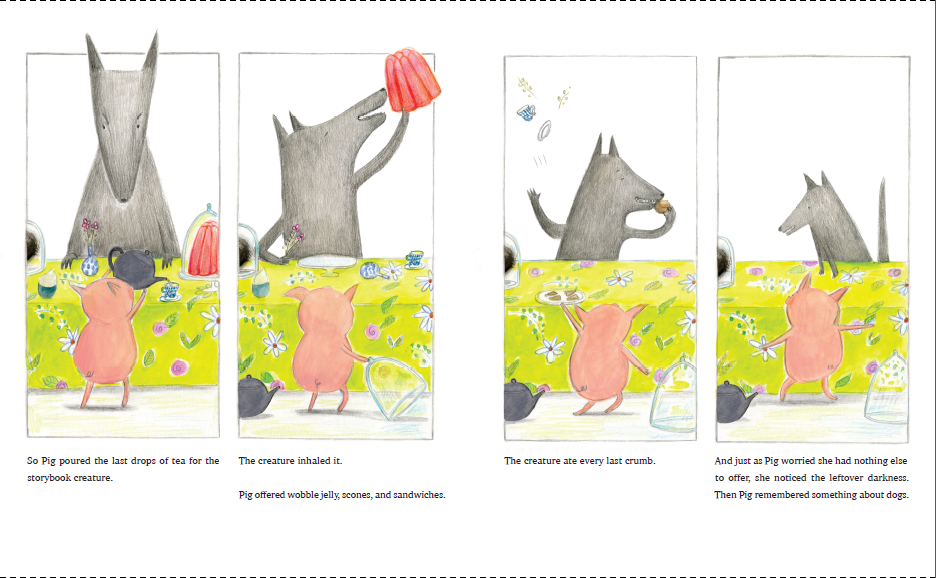 So Pig poured the last drops of tea for the
storybook creature.
The creature inhaled it.
Pig offered wobble jelly, scones, and sandwiches.
The creature ate every last crumb.
And just as Pig worried she had nothing else
to offer, she noticed the leftover darkness.
Then Pig remembered something about dogs.